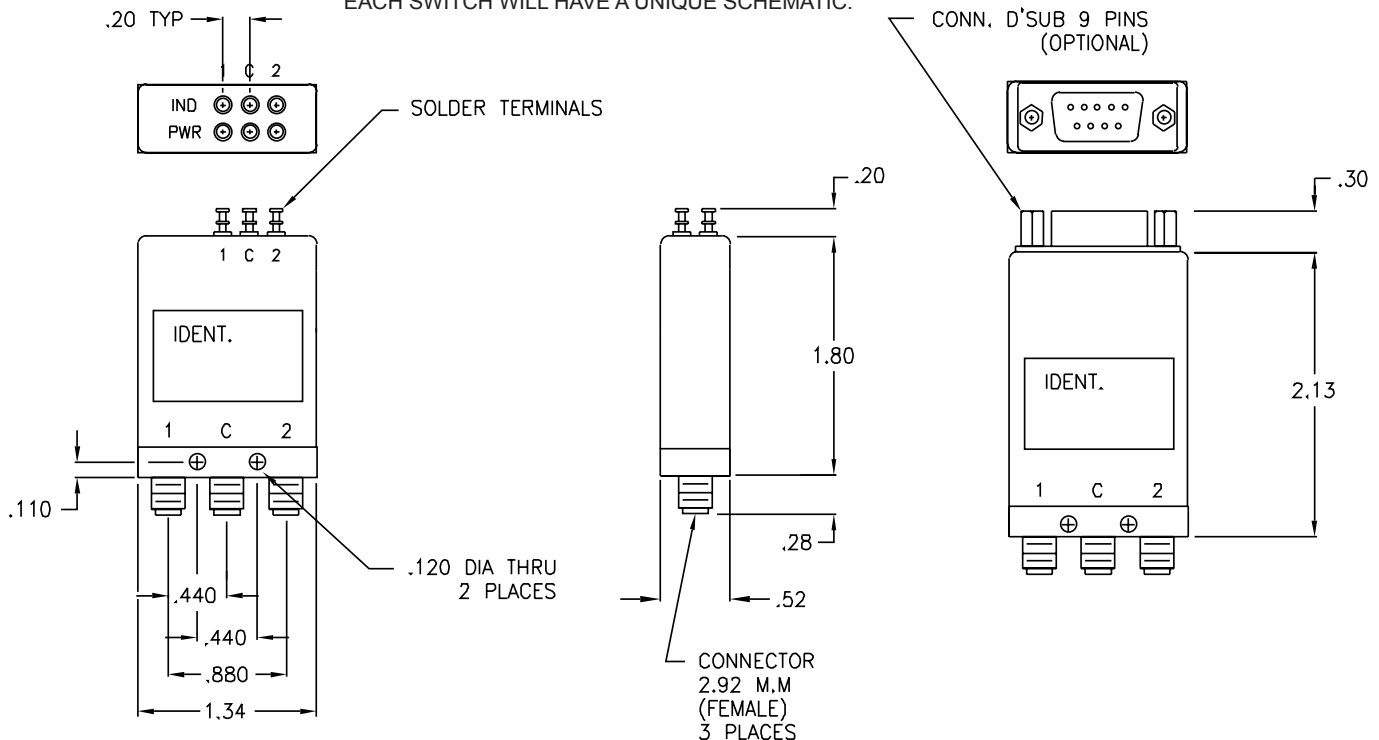 EACH SWITCH WILL HAVE A UNIQUE SCHEMATIC.
.20 TYP
1 C 2
IND
PWR
SOLDER TERMINALS
CONN. D'SUB 9 PINS
(OPTIONAL)
.20
.30
1 C 2
IDENT.
1.80
IDENT.
2.13
1 C 2
1 C 2
.110
.28
.120 DIA THRU
2 PLACES
.440
.52
.440
.880
1.34
CONNECTOR
2.92 M.M
(FEMALE)
3 PLACES